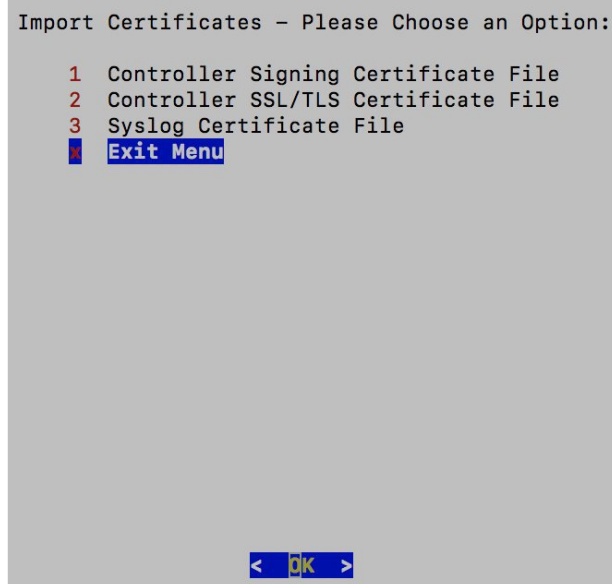 Import Certificates – Please Choose an Option:
1 Controller Signing Certificate File
2 Controller SSL/TLS Certificate File
3 Syslog Certificate File
x Exit Menu
< OK >